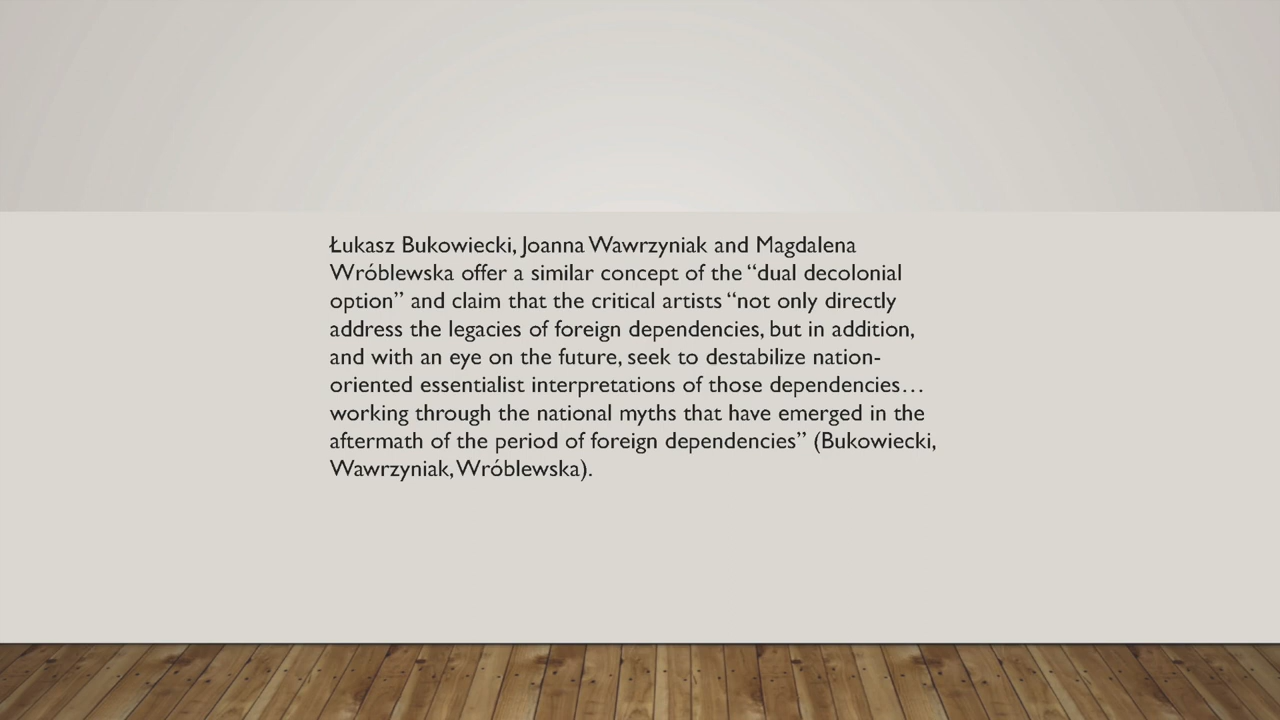 Łukasz Bukowiecki, Joanna Wawrzyniak and Magdalena
Wróblewska offer a similar concept of the “dual decolonial
option” and claim that the critical artists “not only directly
address the legacies of foreign dependencies, but in addition,
and with an eye on the future, seek to destabilize nation-
oriented essentialist interpretations of those dependencies…
working through the national myths that have emerged in the
aftermath of the period of foreign dependencies” (Bukowiecki,
Wawrzyniak, Wróblewska).